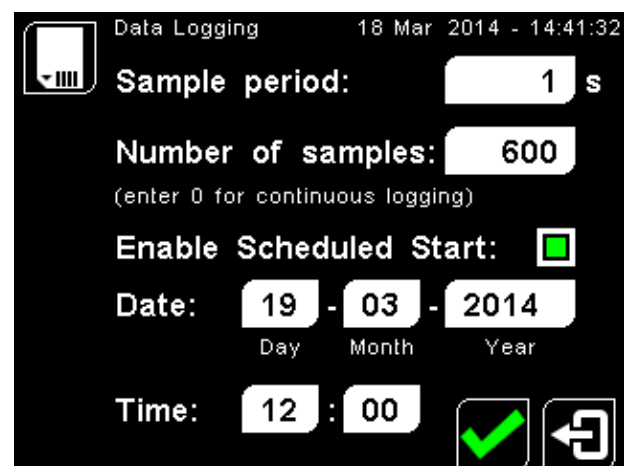 Data Logging 18 Mar 2014 - 14:41:32
Sample period: 1 s
Number of samples: 600
(enter 0 for continuous logging)
Enable Scheduled Start:
Date: 19 - 03 - 2014
Day Month Year
Time: 12 : 00